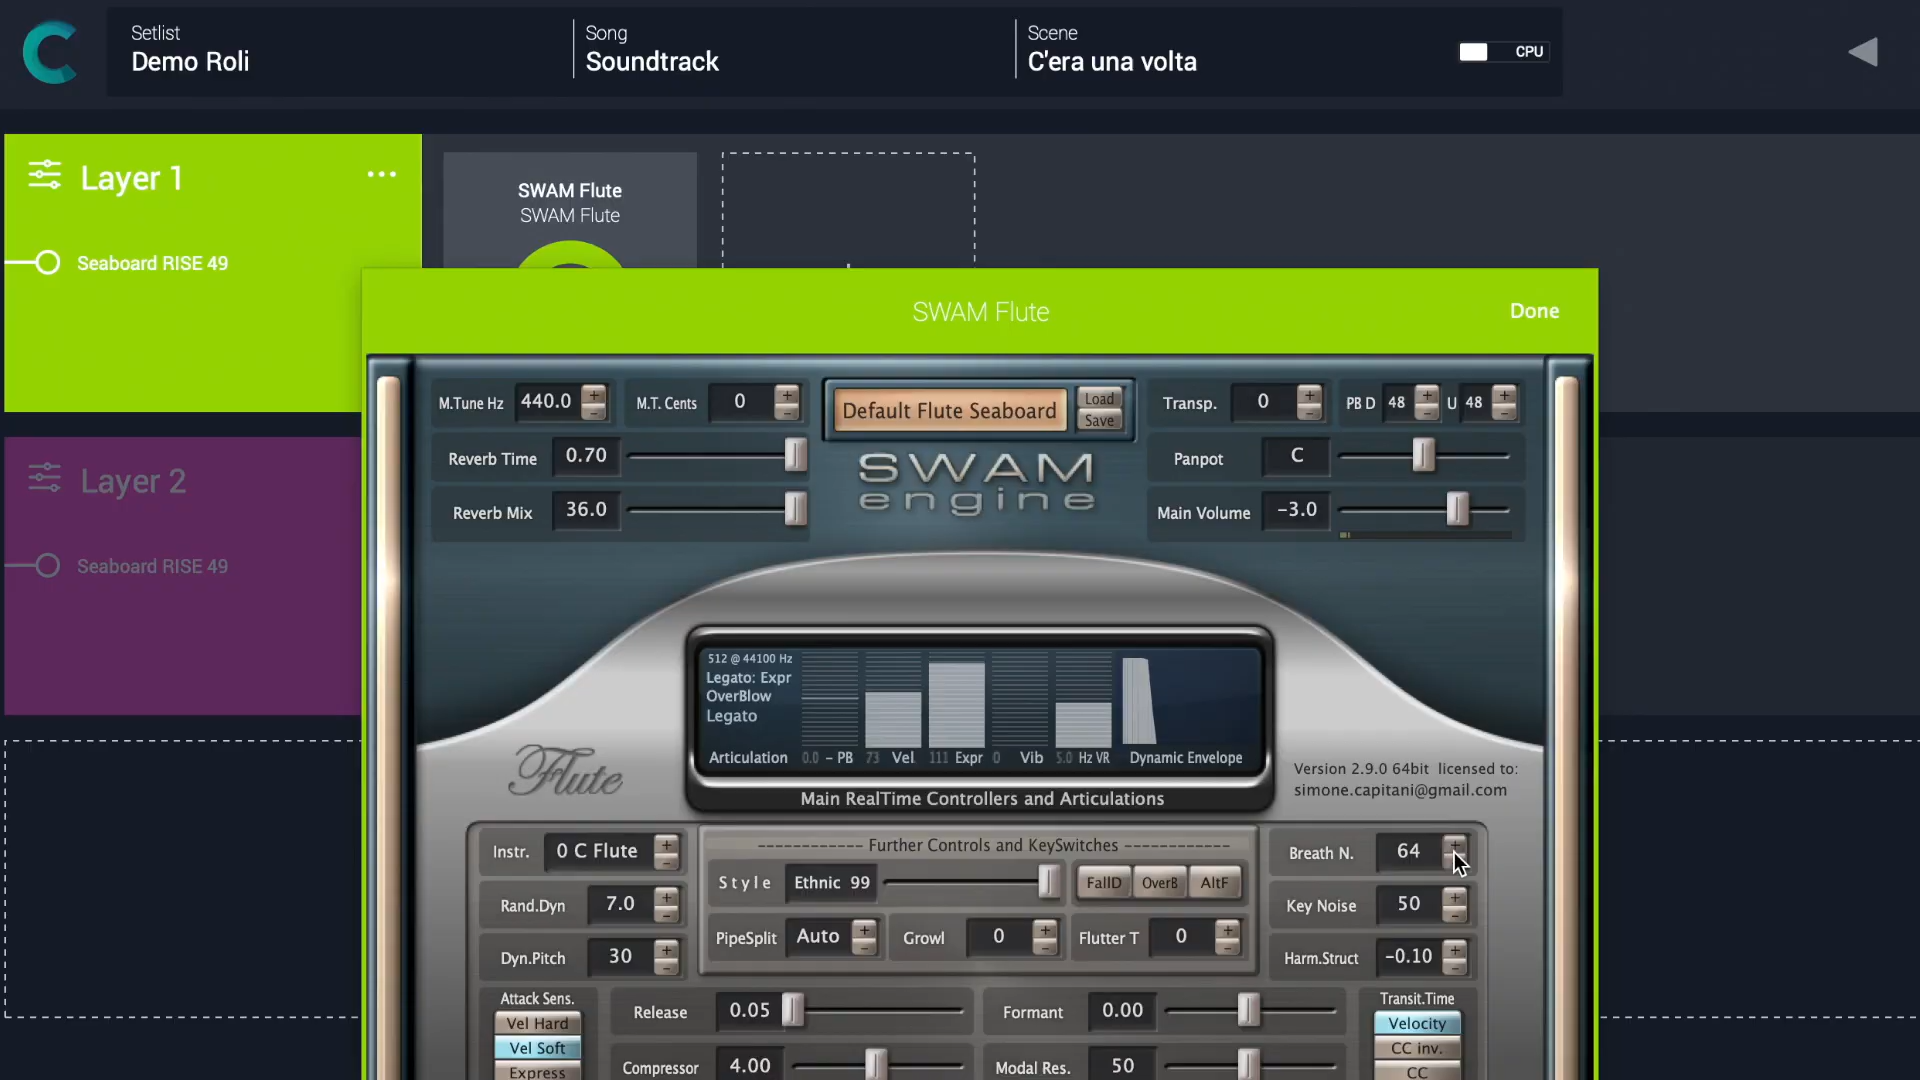 Setlist
Demo Roli
Song
Soundtrack
Scene
C'era una volta
CPU
Layer 1
Seaboard RISE 49
SWAM Flute
SWAM Flute
Layer 2
Seaboard RISE 49
SWAM Flute
Done
M.Tune Hz 440.0 + -
M.T. Cents 0 + -
Default Flute Seaboard
Load
Save
Transp. 0 + -
PB D 48 + - U 48 + -
Reverb Time 0.70
Reverb Mix 36.0
SWAM
engine
Panpot C
Main Volume -3.0
512 @ 44100 Hz
Legato: Expr
OverBlow
Legato
Articulation 0.0 - PB 73 Vel 111 Expr 0 Vib 5.0 Hz VR Dynamic Envelope
Main RealTime Controllers and Articulations
Flute
Version 2.9.0 64bit licensed to:
simone.capitani@gmail.com
Instr. 0 C Flute + -
Rand.Dyn 7.0 + -
Dyn.Pitch 30 + -
------------ Further Controls and KeySwitches ------------
Style Ethnic 99
FallD OverB AltF
PipeSplit Auto + -
Growl 0 + -
Flutter T 0 + -
Breath N. 64 +
Key Noise 50 + -
Harm.Struct -0.10 + -
Attack Sens.
Vel Hard
Vel Soft
Express
Release 0.05
Compressor 4.00
Formant 0.00
Modal Res. 50
Transit.Time
Velocity
CC inv.
CC